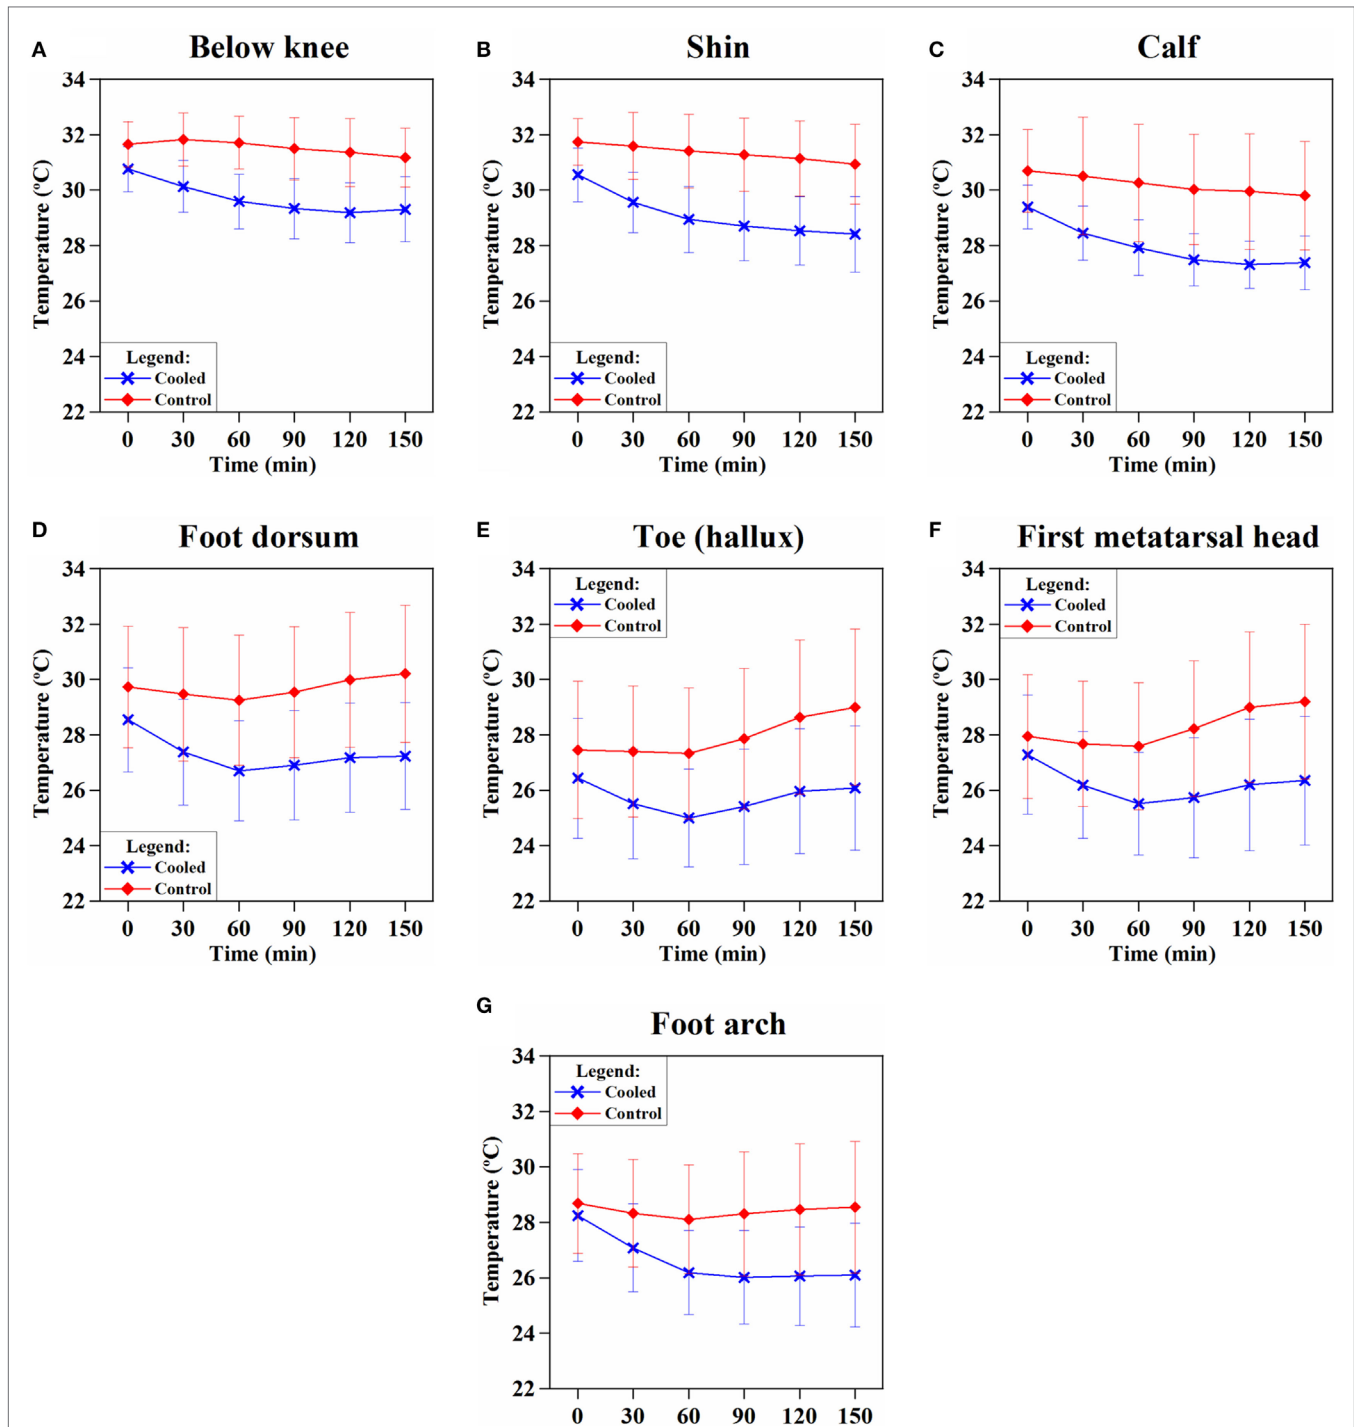 A Below knee
34
32
30
28
26
24
22
Temperature (ºC)
Legend:
Cooled
Control
0 30 60 90 120 150
Time (min)
B Shin
34
32
30
28
26
24
22
Temperature (ºC)
Legend:
Cooled
Control
0 30 60 90 120 150
Time (min)
C Calf
34
32
30
28
26
24
22
Temperature (ºC)
Legend:
Cooled
Control
0 30 60 90 120 150
Time (min)
D Foot dorsum
34
32
30
28
26
24
22
Temperature (ºC)
Legend:
Cooled
Control
0 30 60 90 120 150
Time (min)
E Toe (hallux)
34
32
30
28
26
24
22
Temperature (ºC)
Legend:
Cooled
Control
0 30 60 90 120 150
Time (min)
F First metatarsal head
34
32
30
28
26
24
22
Temperature (ºC)
Legend:
Cooled
Control
0 30 60 90 120 150
Time (min)
G Foot arch
34
32
30
28
26
24
22
Temperature (ºC)
Legend:
Cooled
Control
0 30 60 90 120 150